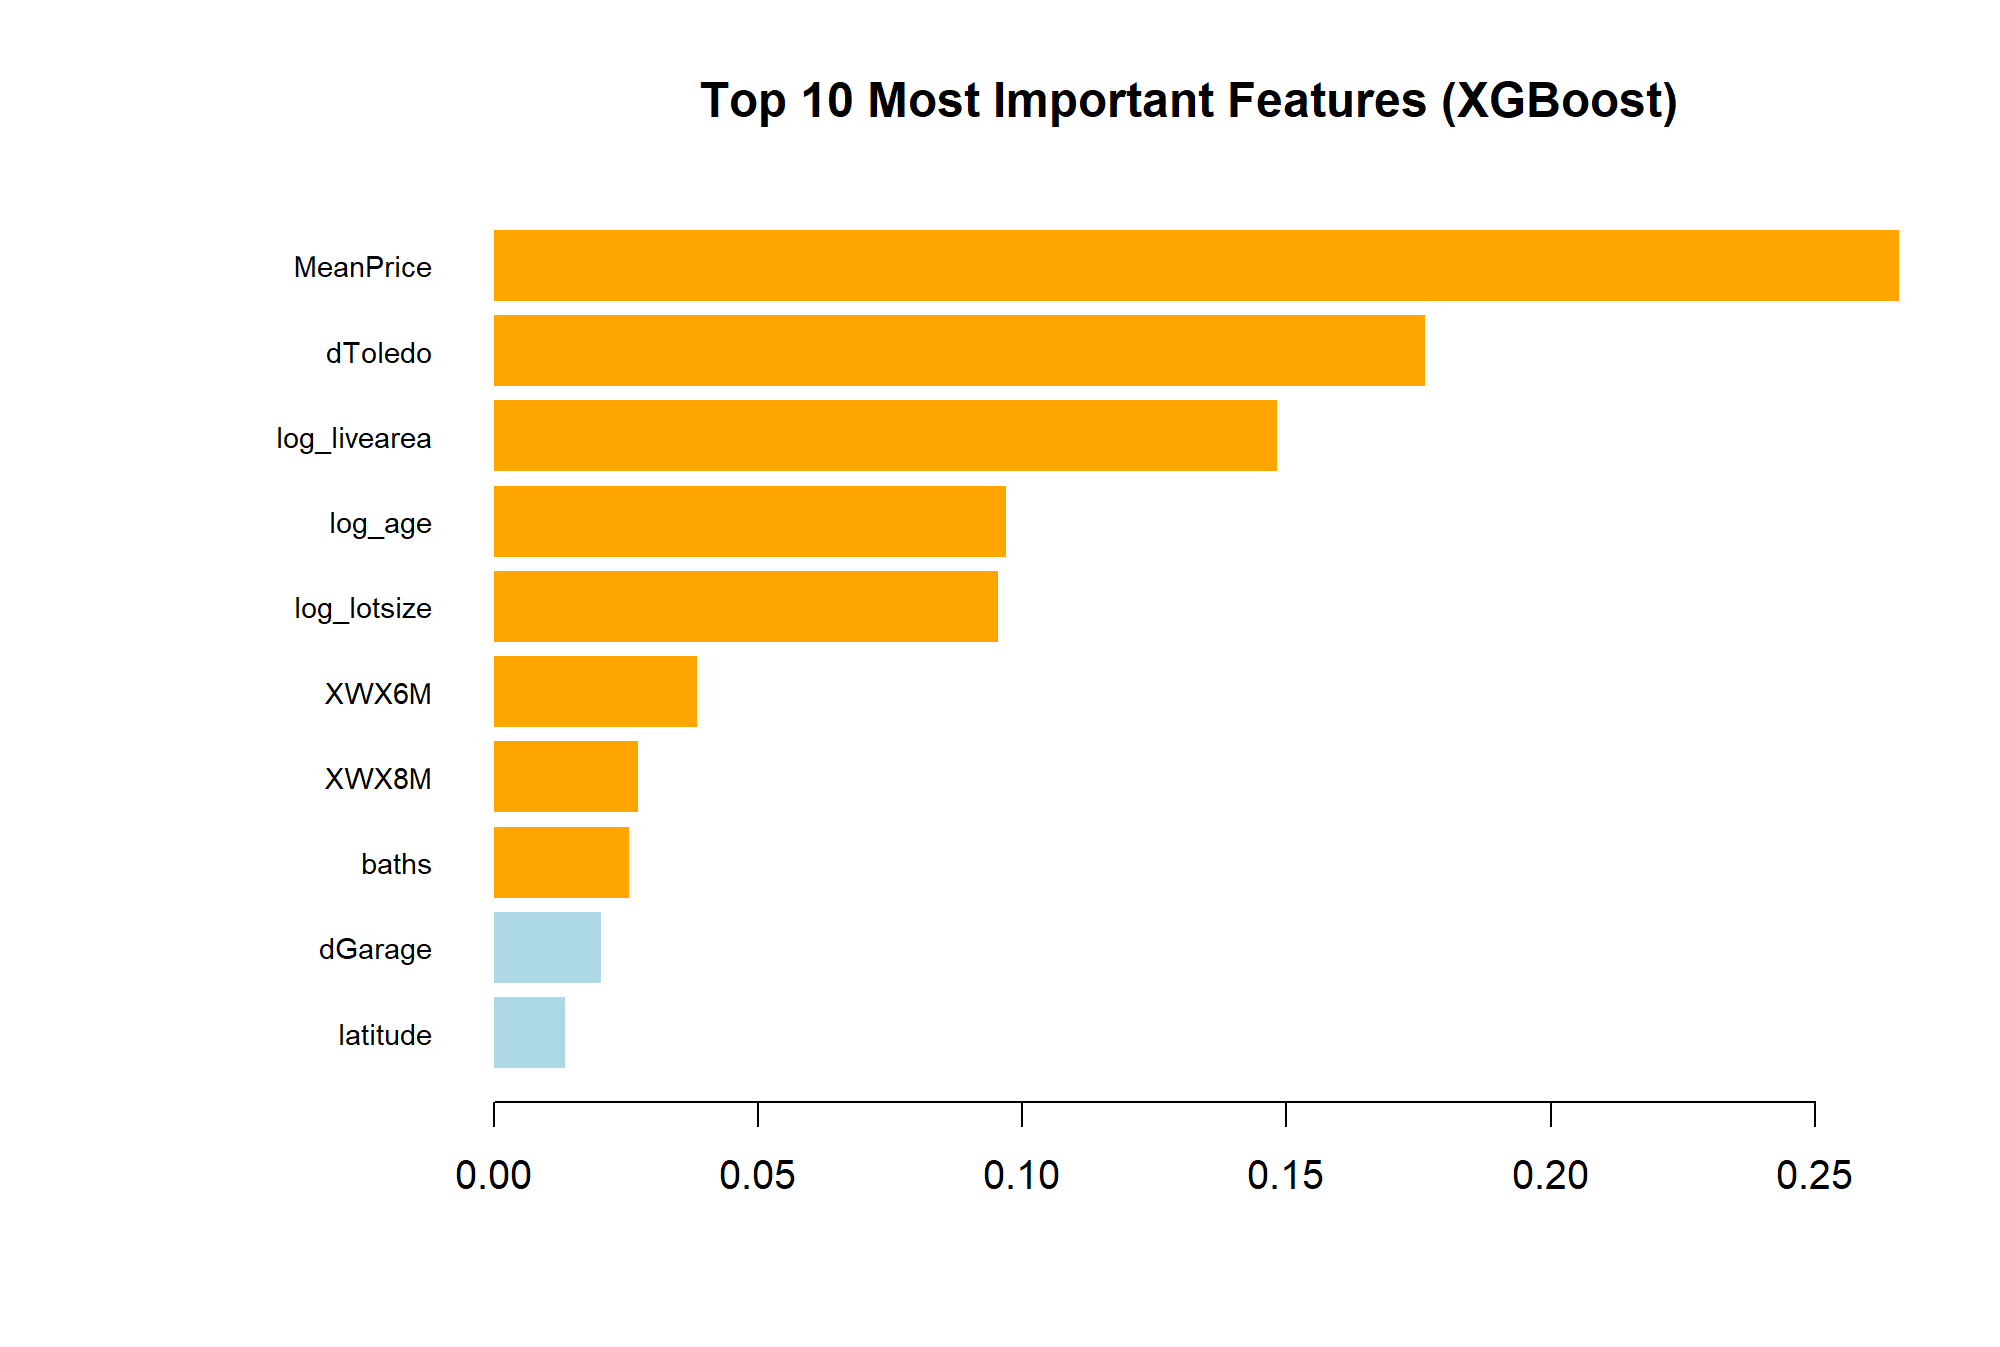 Top 10 Most Important Features (XGBoost)
MeanPrice
dToledo
log_livearea
log_age
log_lotsize
XWX6M
XWX8M
baths
dGarage
latitude
0.00 0.05 0.10 0.15 0.20 0.25